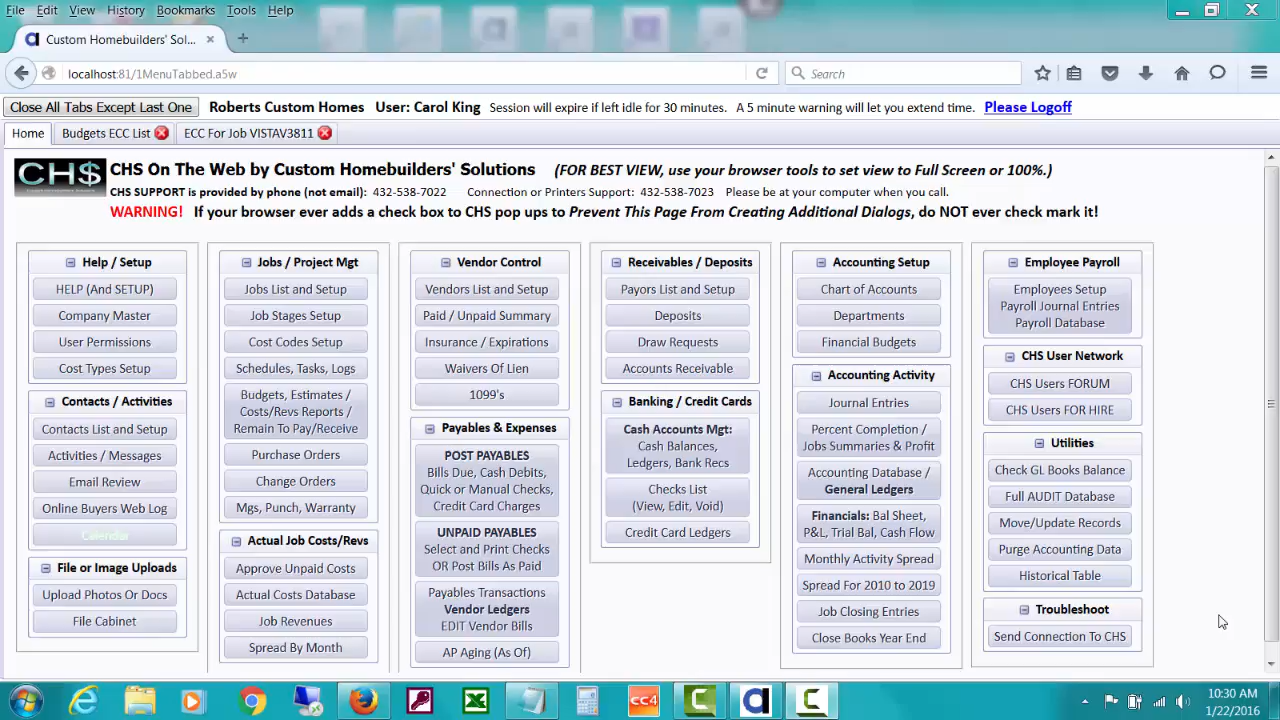 File Edit View History Bookmarks Tools Help
Custom Homebuilders' Sol...
localhost:81/1MenuTabbed.a5w
Search
Close All Tabs Except Last One Roberts Custom Homes User: Carol King Session will expire if left idle for 30 minutes. A 5 minute warning will let you extend time. Please Logoff
Home Budgets ECC List ECC For Job VISTAV3811
CH$ CHS On The Web by Custom Homebuilders' Solutions (FOR BEST VIEW, use your browser tools to set view to Full Screen or 100%.)
CHS SUPPORT is provided by phone (not email): 432-538-7022 Connection or Printers Support: 432-538-7023 Please be at your computer when you call.
WARNING! If your browser ever adds a check box to CHS pop ups to Prevent This Page From Creating Additional Dialogs, do NOT ever check mark it!
Help / Setup
HELP (And SETUP)
Company Master
User Permissions
Cost Types Setup
Contacts / Activities
Contacts List and Setup
Activities / Messages
Email Review
Online Buyers Web Log
Calendar
File or Image Uploads
Upload Photos Or Docs
File Cabinet
Jobs / Project Mgt
Jobs List and Setup
Job Stages Setup
Cost Codes Setup
Schedules, Tasks, Logs
Budgets, Estimates /
Costs/Revs Reports /
Remain To Pay/Receive
Purchase Orders
Change Orders
Mgs, Punch, Warranty
Actual Job Costs/Revs
Approve Unpaid Costs
Actual Costs Database
Job Revenues
Spread By Month
Vendor Control
Vendors List and Setup
Paid / Unpaid Summary
Insurance / Expirations
Waivers Of Lien
1099's
Payables & Expenses
POST PAYABLES
Bills Due, Cash Debits,
Quick or Manual Checks,
Credit Card Charges
UNPAID PAYABLES
Select and Print Checks
OR Post Bills As Paid
Payables Transactions
Vendor Ledgers
EDIT Vendor Bills
AP Aging (As Of)
Receivables / Deposits
Payors List and Setup
Deposits
Draw Requests
Accounts Receivable
Banking / Credit Cards
Cash Accounts Mgt:
Cash Balances,
Ledgers, Bank Recs
Checks List
(View, Edit, Void)
Credit Card Ledgers
Accounting Setup
Chart of Accounts
Departments
Financial Budgets
Accounting Activity
Journal Entries
Percent Completion /
Jobs Summaries & Profit
Accounting Database /
General Ledgers
Financials: Bal Sheet,
P&L, Trial Bal, Cash Flow
Monthly Activity Spread
Spread For 2010 to 2019
Job Closing Entries
Close Books Year End
Employee Payroll
Employees Setup
Payroll Journal Entries
Payroll Database
CHS User Network
CHS Users FORUM
CHS Users FOR HIRE
Utilities
Check GL Books Balance
Full AUDIT Database
Move/Update Records
Purge Accounting Data
Historical Table
Troubleshoot
Send Connection To CHS
CC4
10:30 AM
1/22/2016